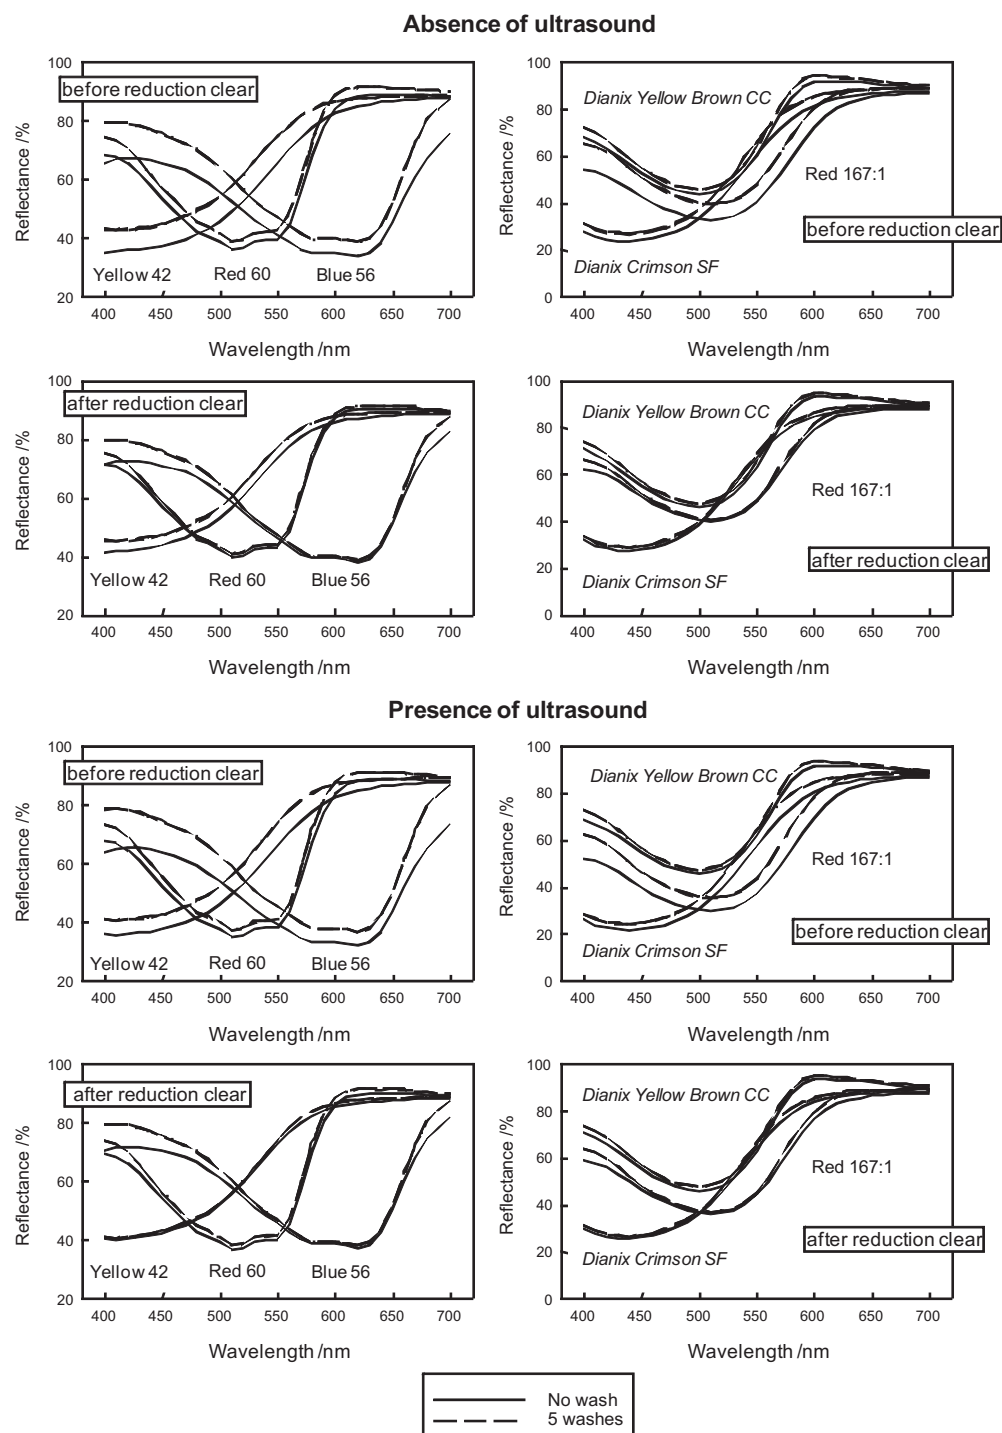 Absence of ultrasound
100
80
60
40
20
Reflectance /%
before reduction clear
Yellow 42 Red 60 Blue 56
400 450 500 550 600 650 700
Wavelength /nm
100
80
60
40
20
0
Reflectance /%
Dianix Yellow Brown CC
Red 167:1
before reduction clear
Dianix Crimson SF
400 450 500 550 600 650 700
Wavelength /nm
100
80
60
40
20
Reflectance /%
after reduction clear
Yellow 42 Red 60 Blue 56
400 450 500 550 600 650 700
Wavelength /nm
100
80
60
40
20
0
Reflectance /%
Dianix Yellow Brown CC
Red 167:1
after reduction clear
Dianix Crimson SF
400 450 500 550 600 650 700
Wavelength /nm
Presence of ultrasound
100
80
60
40
20
Reflectance /%
before reduction clear
Yellow 42 Red 60 Blue 56
400 450 500 550 600 650 700
Wavelength /nm
100
80
60
40
20
0
Reflectance /%
Dianix Yellow Brown CC
Red 167:1
before reduction clear
Dianix Crimson SF
400 450 500 550 600 650 700
Wavelength /nm
100
80
60
40
20
Reflectance /%
after reduction clear
Yellow 42 Red 60 Blue 56
400 450 500 550 600 650 700
Wavelength /nm
100
80
60
40
20
0
Reflectance /%
Dianix Yellow Brown CC
Red 167:1
after reduction clear
Dianix Crimson SF
400 450 500 550 600 650 700
Wavelength /nm
No wash
5 washes